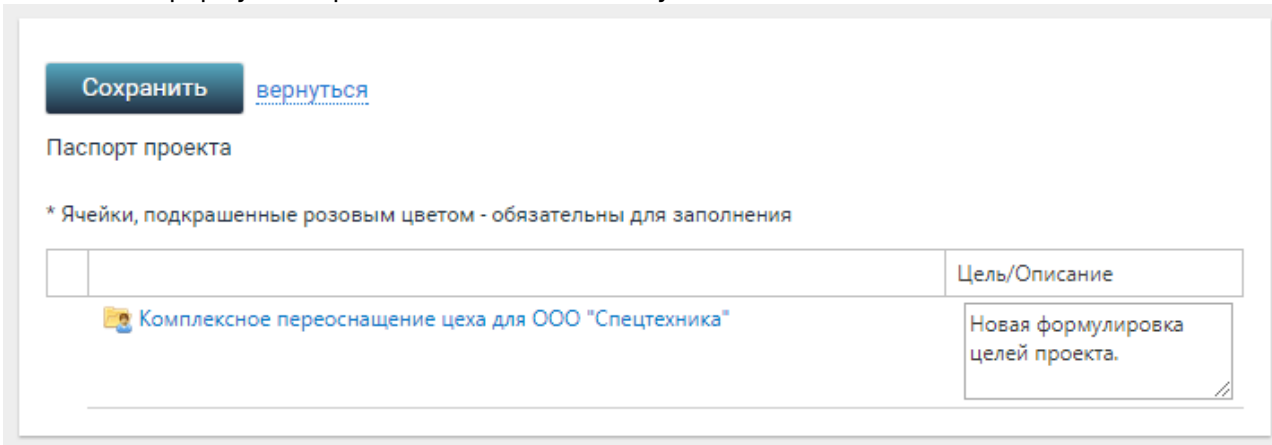 Сохранить вернуться
Паспорт проекта
* Ячейки, подкрашенные розовым цветом - обязательны для заполнения
Цель/Описание
Комплексное переоснащение цеха для ООО "Спецтехника"
Новая формулировка
целей проекта.